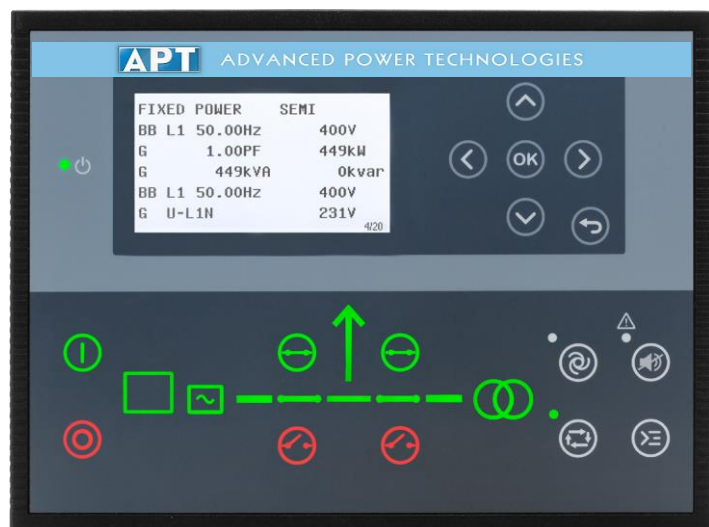 APT ADVANCED POWER TECHNOLOGIES
FIXED POWER SEMI
BB L1 50.00Hz 400V
G 1.00PF 449kW
G 449kVA 0kvar
BB L1 50.00Hz 400V
G U-L1N 231V
4/20
OK